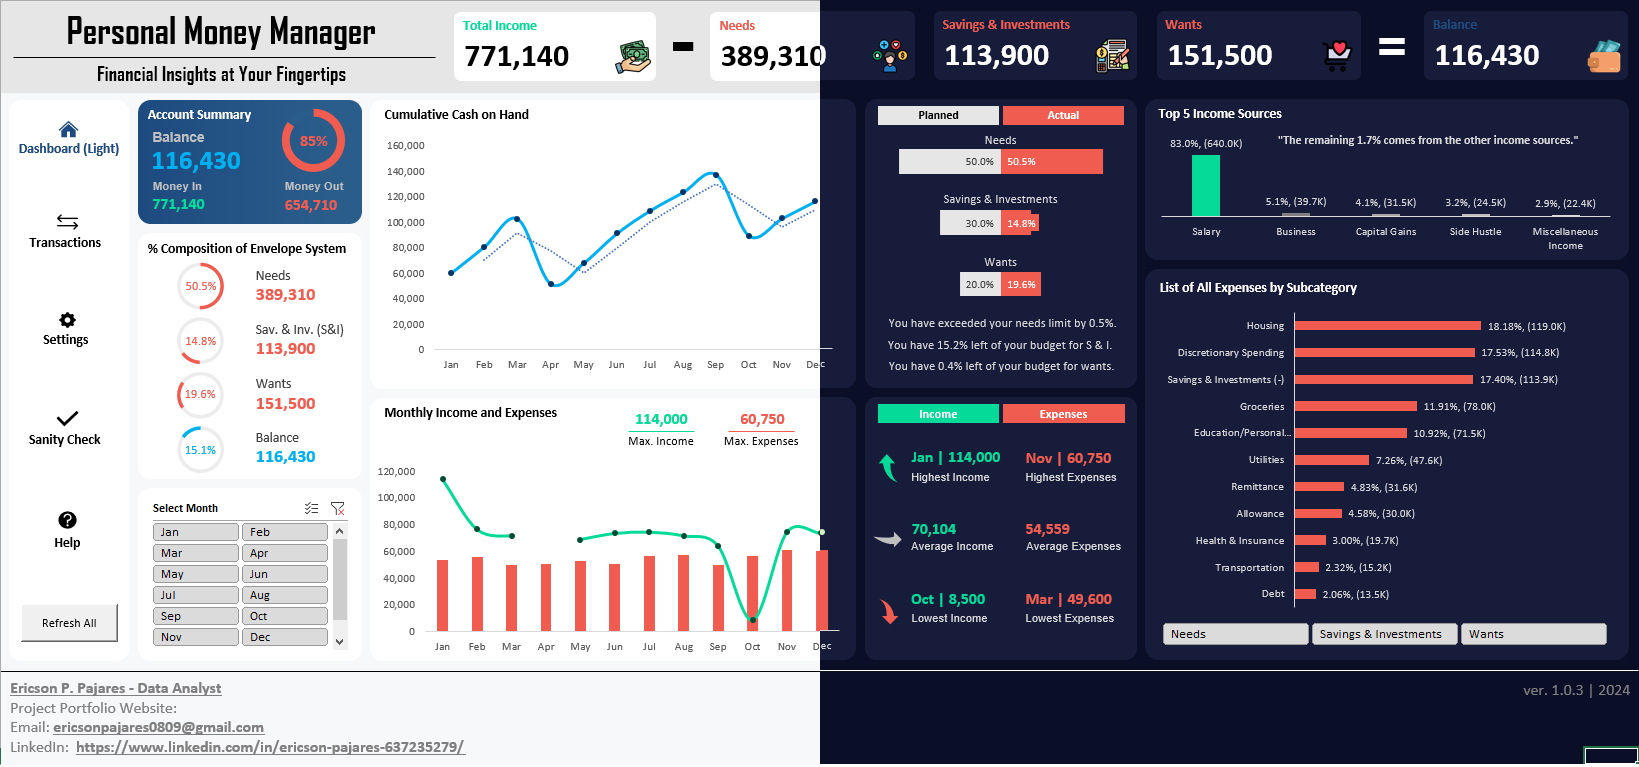 Personal Money Manager
Financial Insights at Your Fingertips
Total Income
771,140
Needs
389,310
Savings & Investments
113,900
Wants
151,500
Balance
116,430
Dashboard (Light)
Transactions
Settings
Sanity Check
Help
Refresh All
Account Summary
Balance
116,430
85%
Money In
771,140
Money Out
654,710
% Composition of Envelope System
50.5%
Needs
389,310
14.8%
Sav. & Inv. (S&I)
113,900
19.6%
Wants
151,500
15.1%
Balance
116,430
Select Month
Jan Feb
Mar Apr
May Jun
Jul Aug
Sep Oct
Nov Dec
Cumulative Cash on Hand
160,000
140,000
120,000
100,000
80,000
60,000
40,000
20,000
0
Jan Feb Mar Apr May Jun Jul Aug Sep Oct Nov Dec
Monthly Income and Expenses
114,000
Max. Income
60,750
Max. Expenses
120,000
100,000
80,000
60,000
40,000
20,000
0
Jan Feb Mar Apr May Jun Jul Aug Sep Oct Nov Dec
Planned Actual
Needs
50.0% 50.5%
Savings & Investments
30.0% 14.8%
Wants
20.0% 19.6%
You have exceeded your needs limit by 0.5%.
You have 15.2% left of your budget for S & I.
You have 0.4% left of your budget for wants.
Income Expenses
Jan | 114,000
Highest Income
Nov | 60,750
Highest Expenses
70,104
Average Income
54,559
Average Expenses
Oct | 8,500
Lowest Income
Mar | 49,600
Lowest Expenses
Top 5 Income Sources
"The remaining 1.7% comes from the other income sources."
83.0%, (640.0K)
5.1%, (39.7K)
4.1%, (31.5K)
3.2%, (24.5K)
2.9%, (22.4K)
Salary
Business
Capital Gains
Side Hustle
Miscellaneous
Income
List of All Expenses by Subcategory
Housing 18.18%, (119.0K)
Discretionary Spending 17.53%, (114.8K)
Savings & Investments (-) 17.40%, (113.9K)
Groceries 11.91%, (78.0K)
Education/Personal... 10.92%, (71.5K)
Utilities 7.26%, (47.6K)
Remittance 4.83%, (31.6K)
Allowance 4.58%, (30.0K)
Health & Insurance 3.00%, (19.7K)
Transportation 2.32%, (15.2K)
Debt 2.06%, (13.5K)
Needs
Savings & Investments
Wants
Ericson P. Pajares - Data Analyst
Project Portfolio Website:
Email: ericsonpajares0809@gmail.com
LinkedIn: https://www.linkedin.com/in/ericson-pajares-637235279/
ver. 1.0.3 | 2024